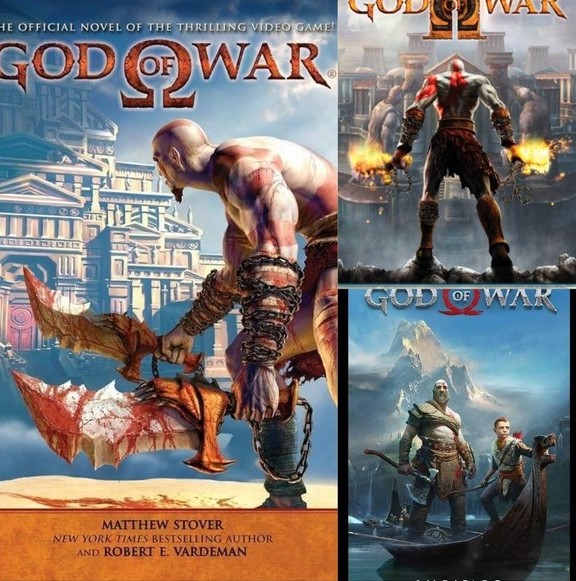 THE OFFICIAL NOVEL OF THE THRILLING VIDEO GAME!
GOD OF WAR®
MATTHEW STOVER
NEW YORK TIMES BESTSELLING AUTHOR
AND ROBERT E. VARDEMAN
GOD OF WAR
II
GOD OF WAR